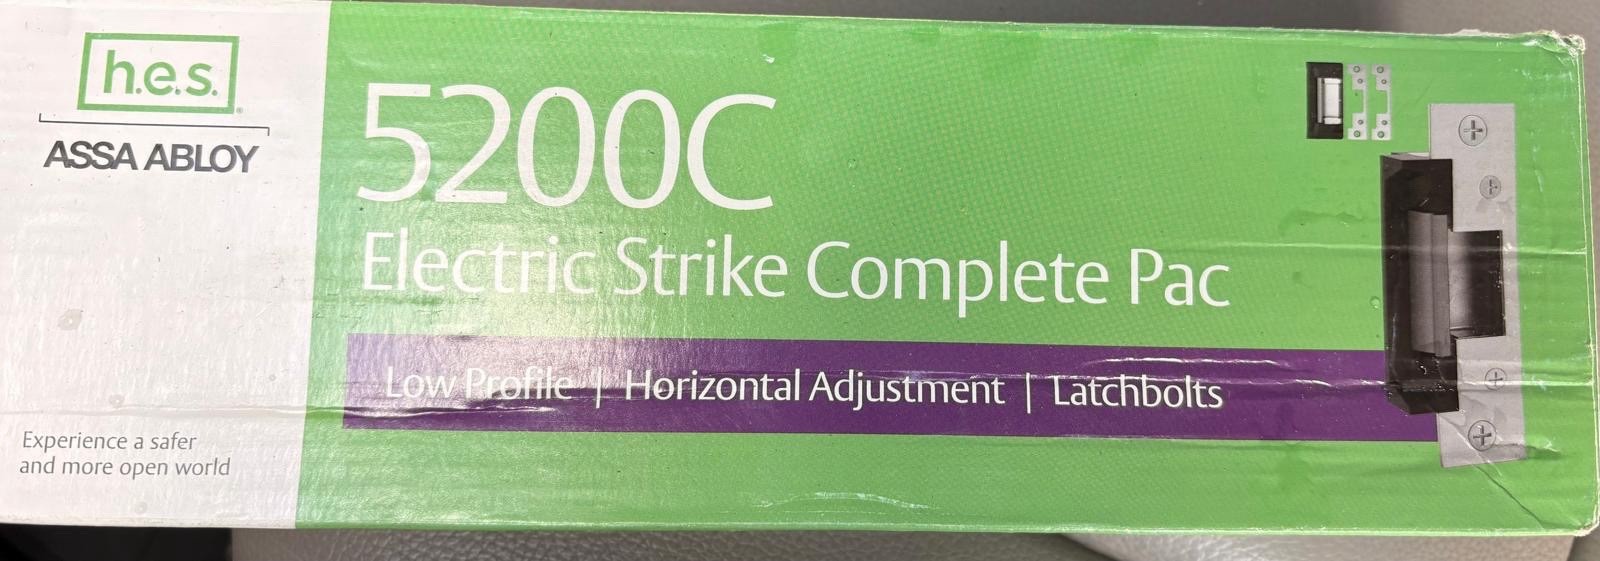 h.e.s.
ASSA ABLOY
Experience a safer
and more open world
5200C
Electric Strike Complete Pac
Low Profile | Horizontal Adjustment | Latchbolts